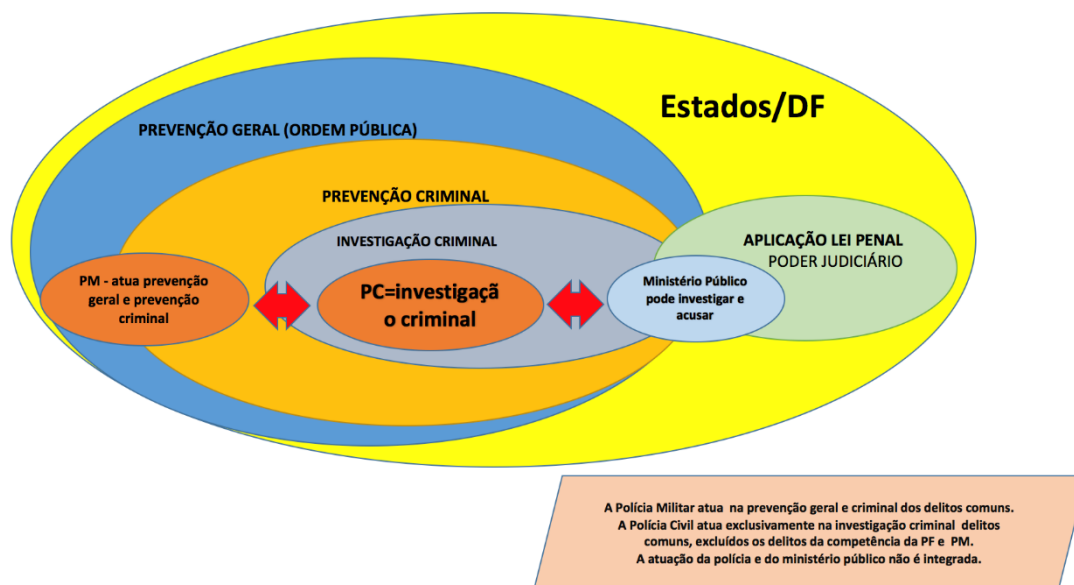 Estados/DF
PREVENÇÃO GERAL (ORDEM PÚBLICA)
PREVENÇÃO CRIMINAL
INVESTIGAÇÃO CRIMINAL
APLICAÇÃO LEI PENAL
PODER JUDICIÁRIO
PM - atua prevenção
geral e prevenção
criminal
PC=investigaçã
o criminal
Ministério Público
pode investigar e
acusar
A Polícia Militar atua na prevenção geral e criminal dos delitos comuns.
A Polícia Civil atua exclusivamente na investigação criminal delitos
comuns, excluídos os delitos da competência da PF e PM.
A atuação da polícia e do ministério público não é integrada.